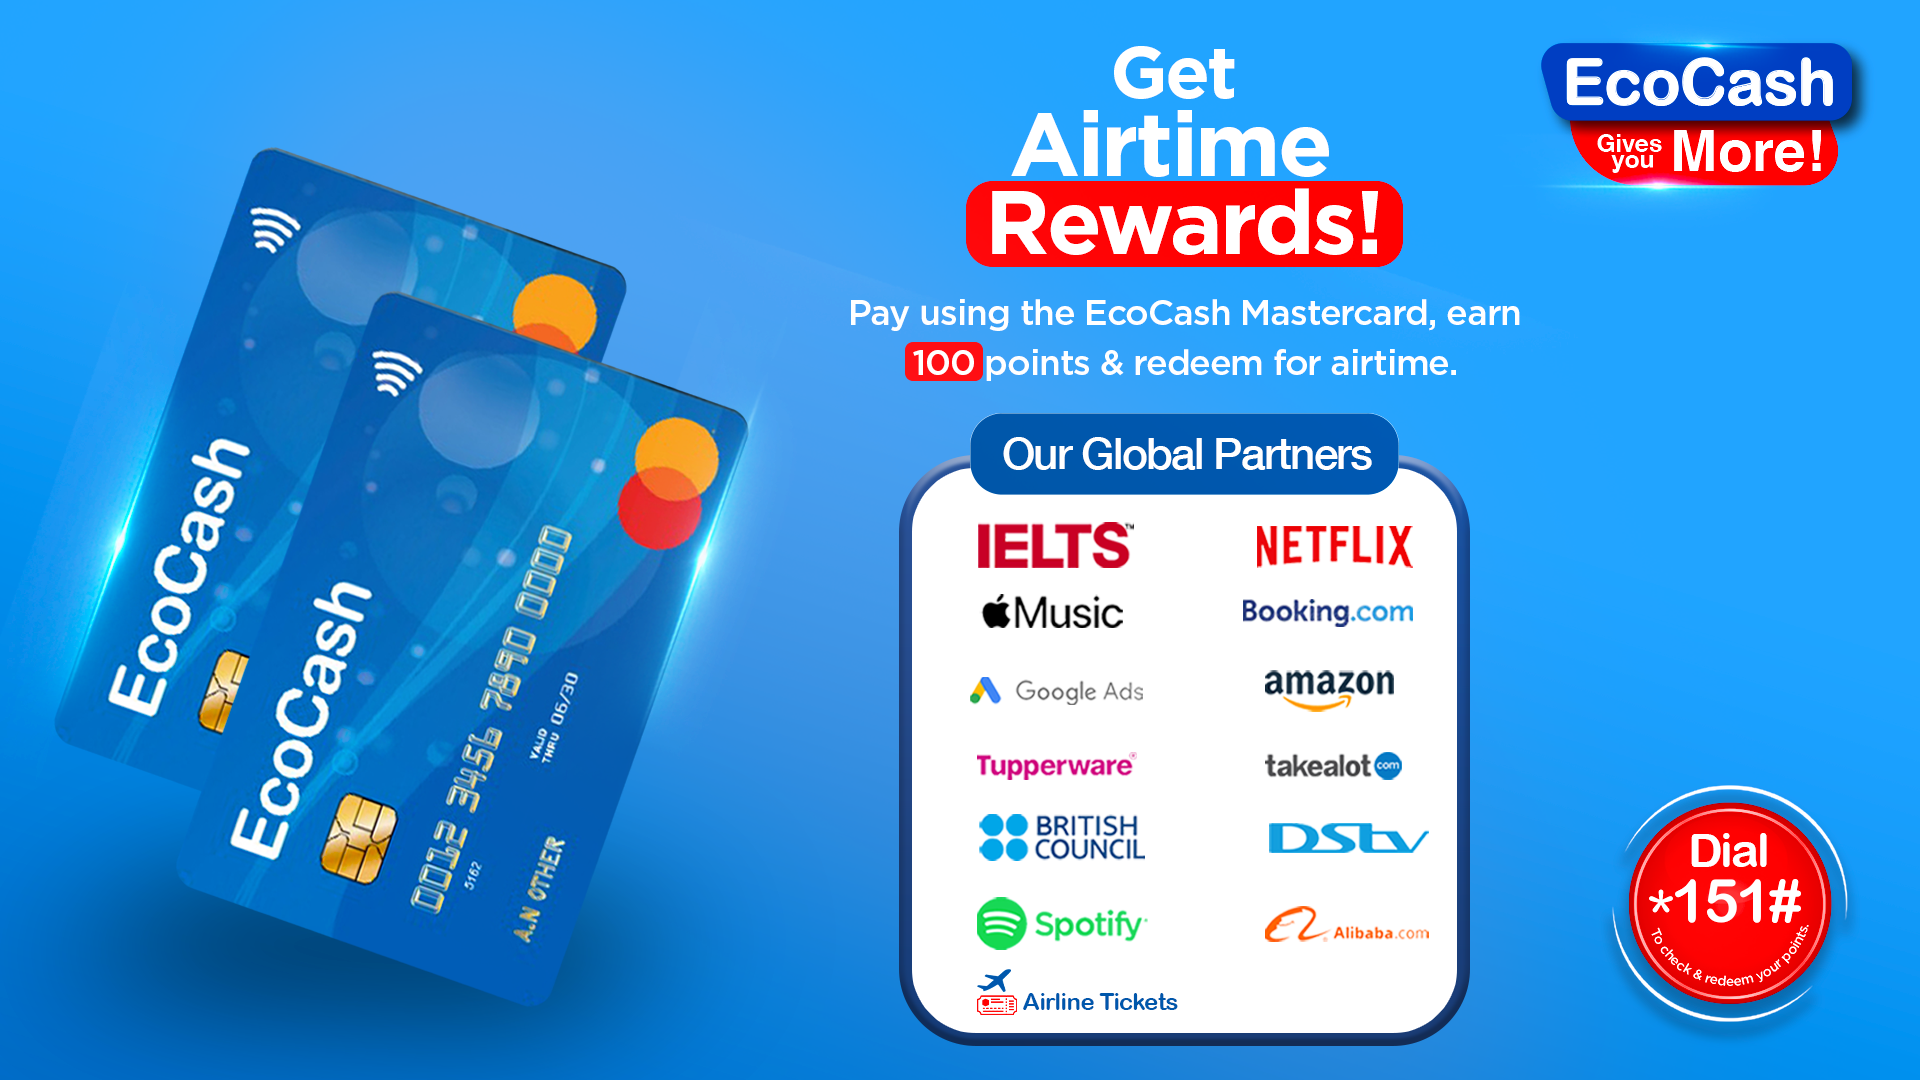 Get
Airtime
Rewards!
EcoCash
Gives you More!
Pay using the EcoCash Mastercard, earn
100 points & redeem for airtime.
Our Global Partners
IELTS™
NETFLIX
Music
Booking.com
Google Ads
amazon
Tupperware®
takealot com
BRITISH
COUNCIL
DStv
Spotify
Alibaba.com
Airline Tickets
Dial
*151#
To check & redeem your points.
EcoCash
EcoCash
0012 3456 7890 0000
5162
VALID
THRU 06/30
A.N OTHER